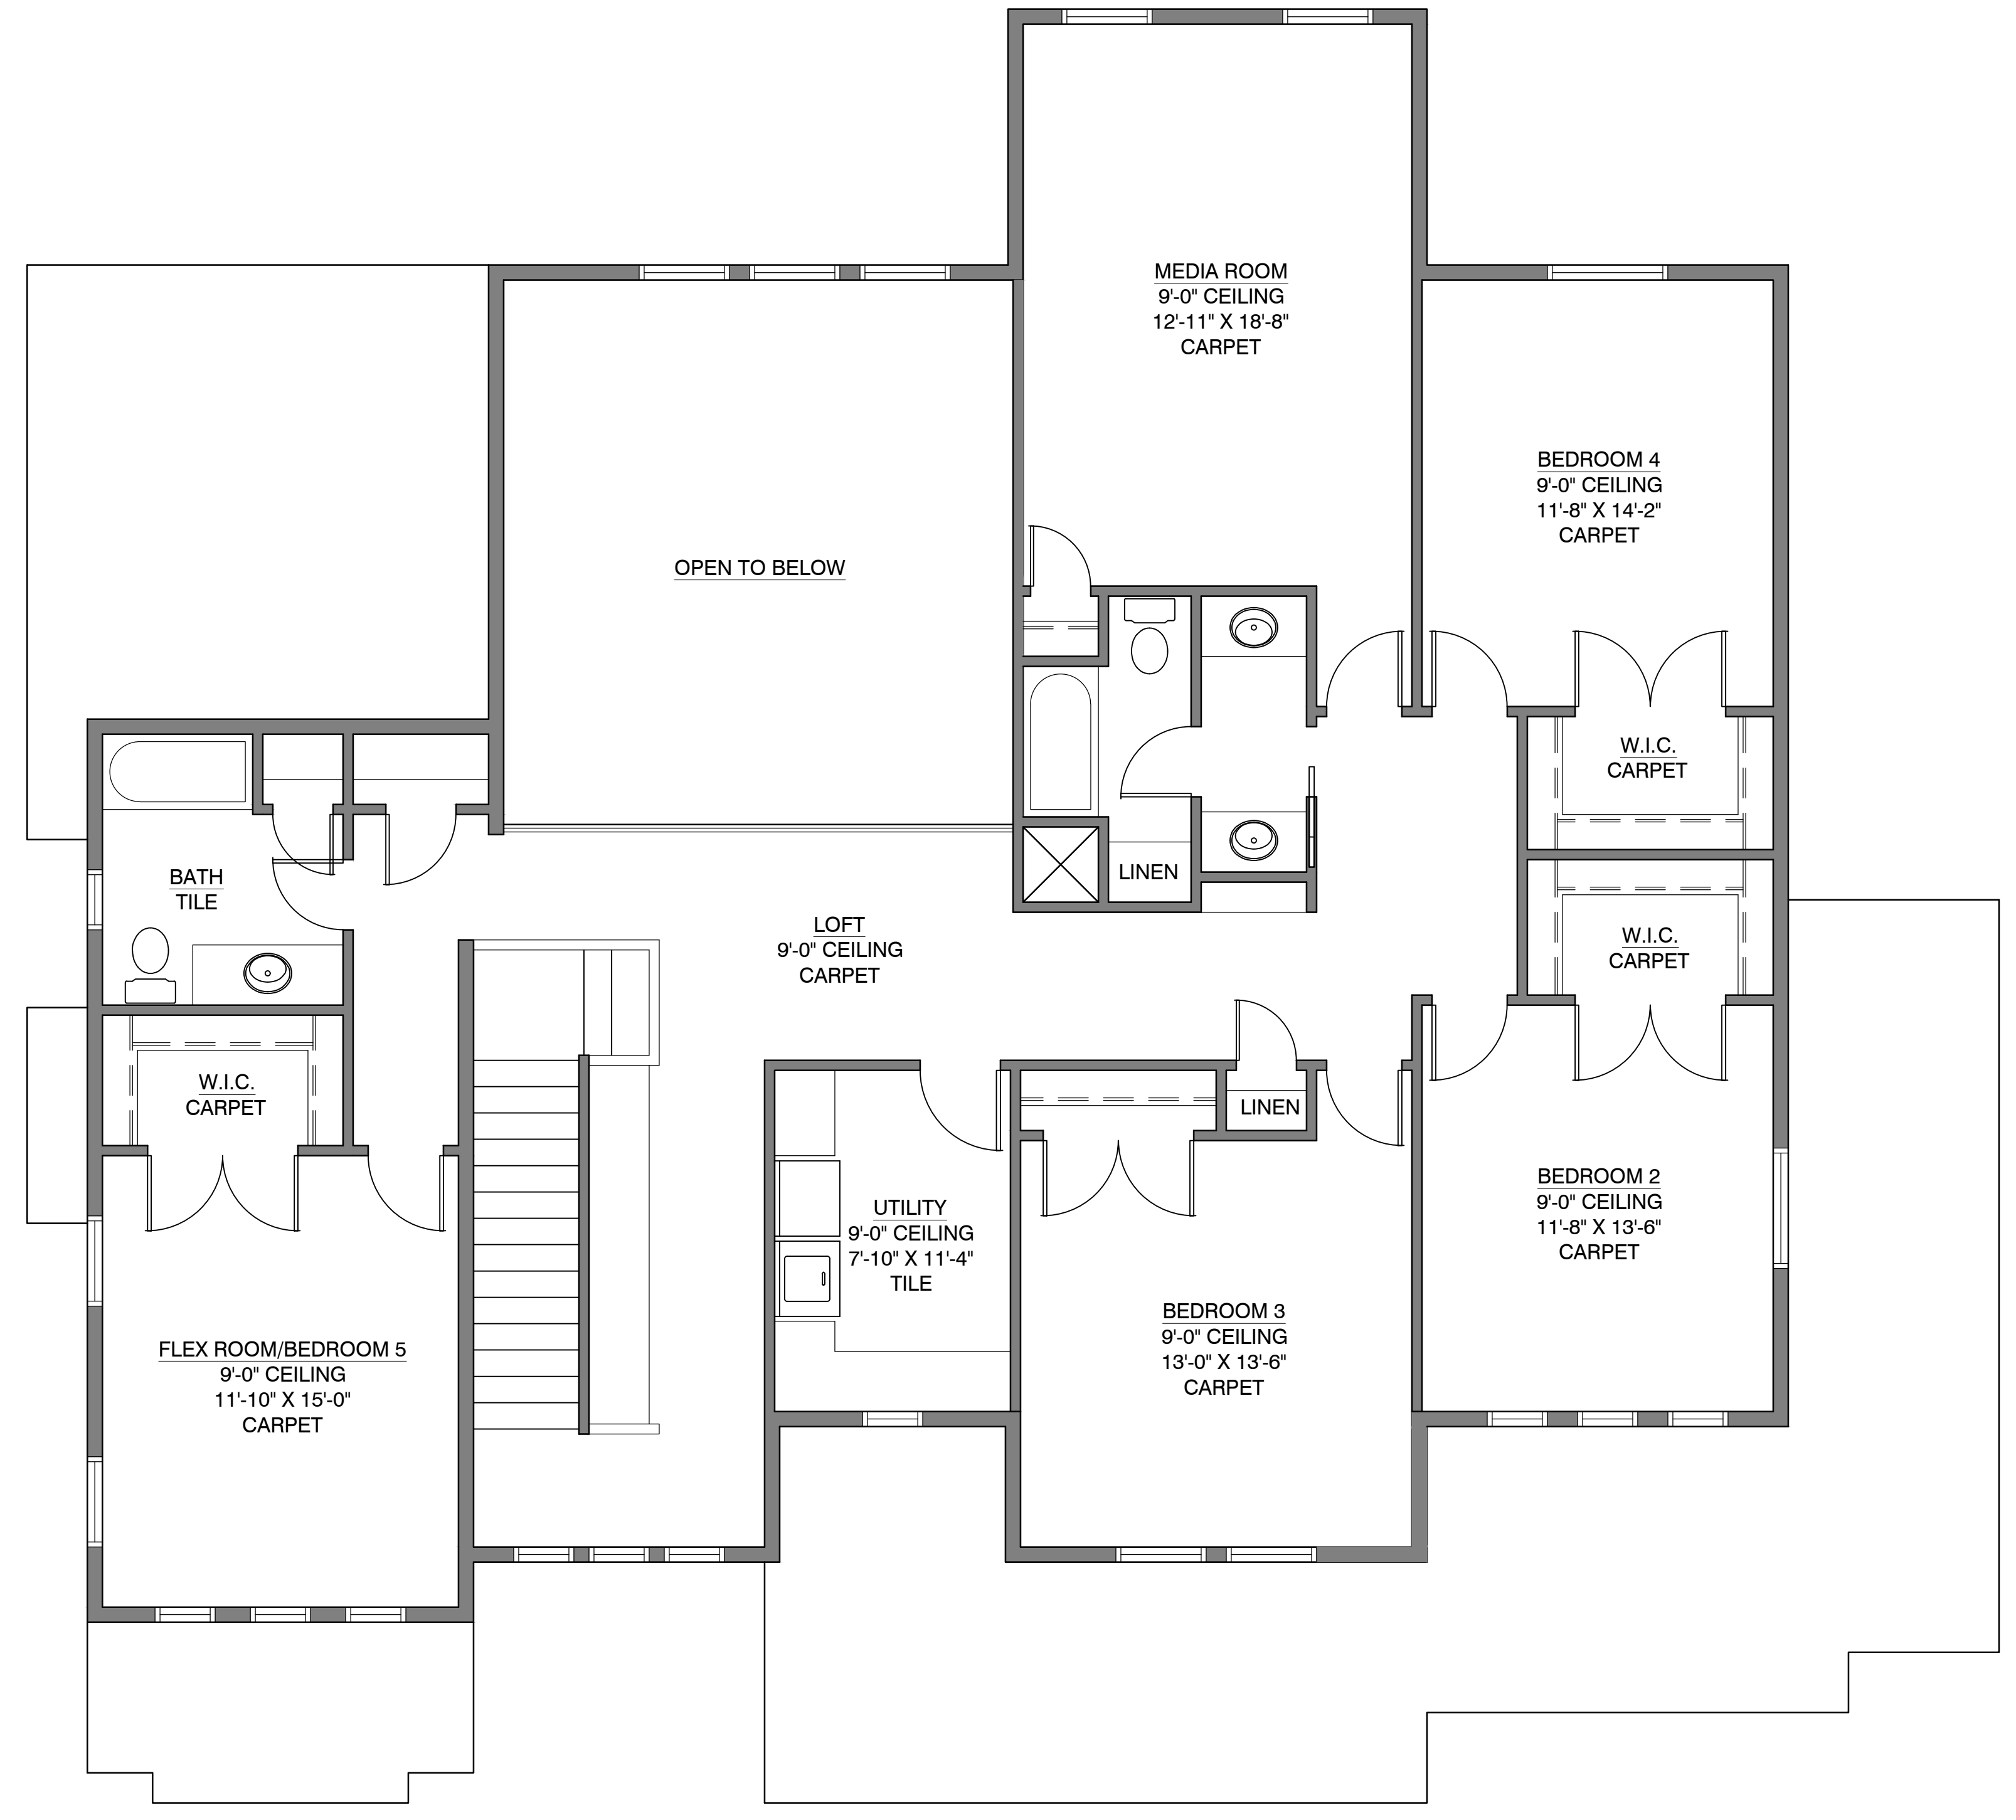 MEDIA ROOM
9'-0" CEILING
12'-11" X 18'-8"
CARPET
BEDROOM 4
9'-0" CEILING
11'-8" X 14'-2"
CARPET
OPEN TO BELOW
W.I.C.
CARPET
BATH
TILE
LINEN
LOFT
9'-0" CEILING
CARPET
W.I.C.
CARPET
W.I.C.
CARPET
LINEN
UTILITY
9'-0" CEILING
7'-10" X 11'-4"
TILE
BEDROOM 2
9'-0" CEILING
11'-8" X 13'-6"
CARPET
BEDROOM 3
9'-0" CEILING
13'-0" X 13'-6"
CARPET
FLEX ROOM/BEDROOM 5
9'-0" CEILING
11'-10" X 15'-0"
CARPET